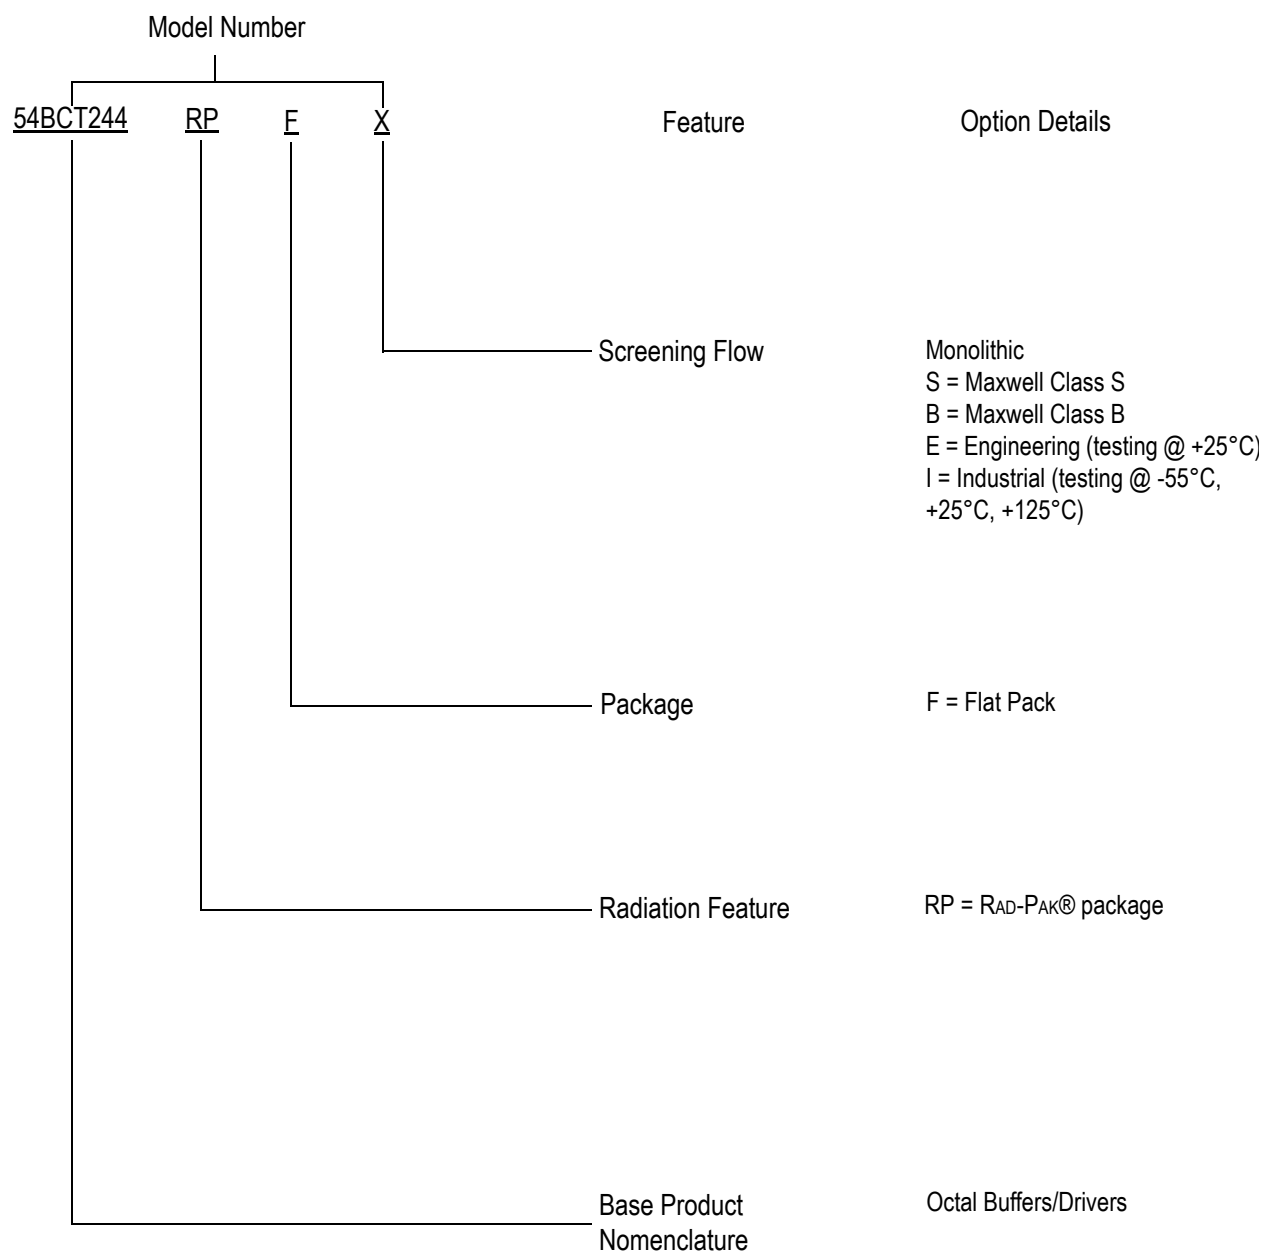 Model Number
54BCT244 RP F X Feature Option Details
Screening Flow Monolithic
S = Maxwell Class S
B = Maxwell Class B
E = Engineering (testing @ +25°C)
I = Industrial (testing @ -55°C,
+25°C, +125°C)
Package F = Flat Pack
Radiation Feature RP = RAD-PAK® package
Base Product Octal Buffers/Drivers
Nomenclature